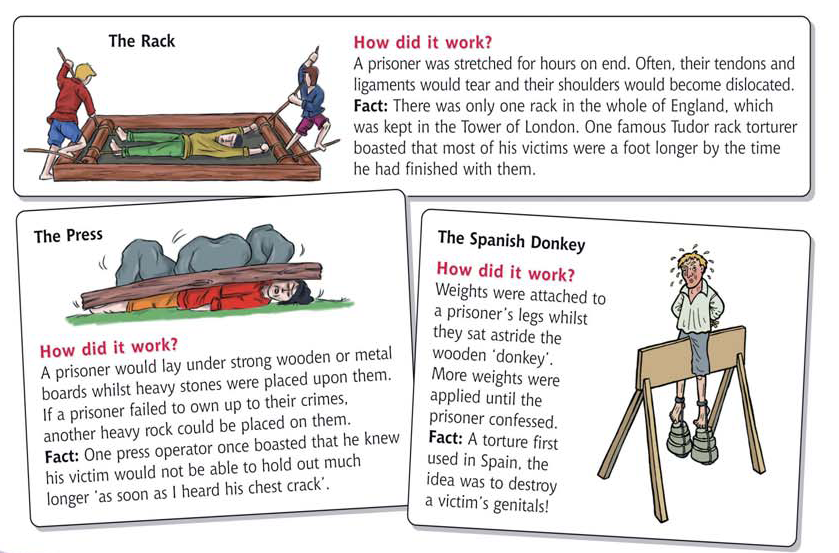 The Rack
How did it work?
A prisoner was stretched for hours on end. Often, their tendons and
ligaments would tear and their shoulders would become dislocated.
Fact: There was only one rack in the whole of England, which
was kept in the Tower of London. One famous Tudor rack torturer
boasted that most of his victims were a foot longer by the time
he had finished with them.
The Press
How did it work?
A prisoner would lay under strong wooden or metal
boards whilst heavy stones were placed upon them.
If a prisoner failed to own up to their crimes,
another heavy rock could be placed on them.
Fact: One press operator once boasted that he knew
his victim would not be able to hold out much
longer 'as soon as I heard his chest crack'.
The Spanish Donkey
How did it work?
Weights were attached to
a prisoner's legs whilst
they sat astride the
wooden 'donkey'.
More weights were
applied until the
prisoner confessed.
Fact: A torture first
used in Spain, the
idea was to destroy
a victim's genitals!